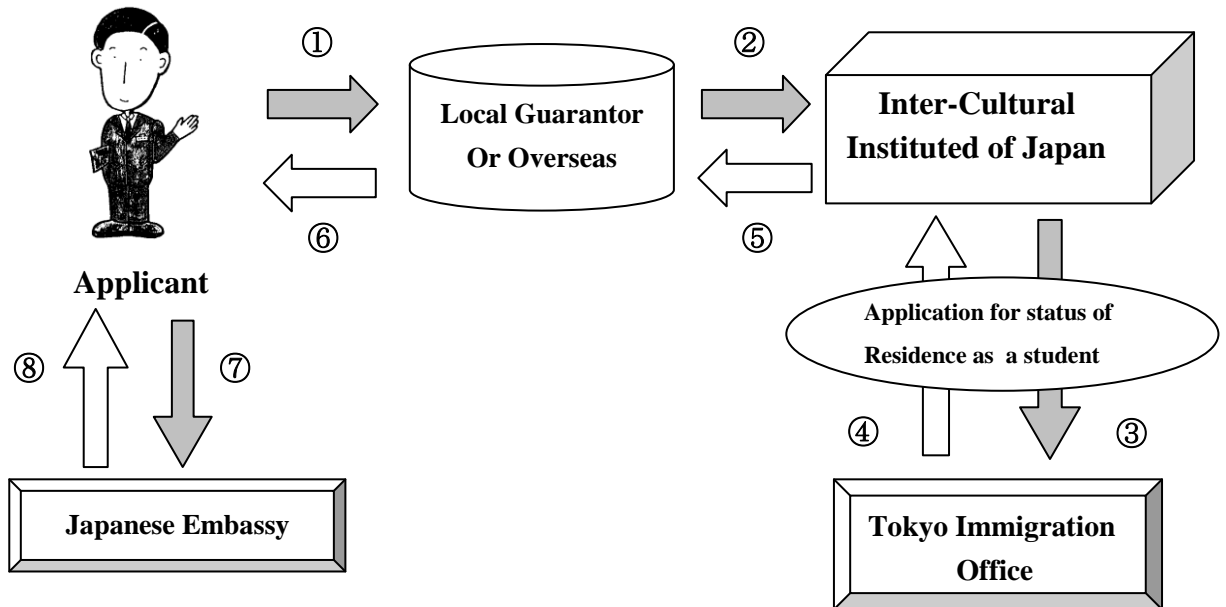 ①
②
Local Guarantor
Or Overseas
Inter-Cultural
Instituted of Japan
⑥
⑤
Applicant
Application for status of
Residence as a student
⑧
⑦
④
③
Japanese Embassy
Tokyo Immigration
Office